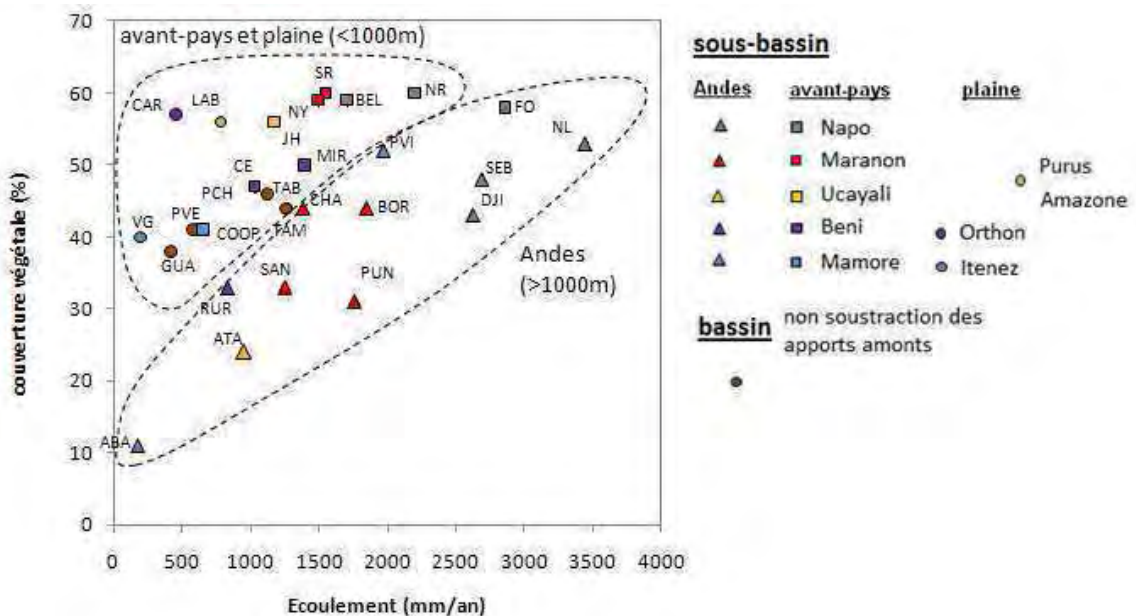 70
60
50
40
30
20
10
0
couverture végétale (%)
avant-pays et plaine (<1000m)
SR
CAR
LAB
NY
BEL
NR
FO
JH
PVI
NL
CE
MIR
SEB
PCH
TAB
CHA
BOR
DJI
VG
PVE
COOP
FAM
GUA
SAN
PUN
Andes
(>1000m)
RUR
ATA
ABA
0 500 1000 1500 2000 2500 3000 3500 4000
Ecoulement (mm/an)
sous-bassin
Andes avant-pays plaine
Napo
Maranon
Purus
Ucayali
Amazone
Beni
Orthon
Mamore
Itenez
bassin
non soustraction des
apports amonts